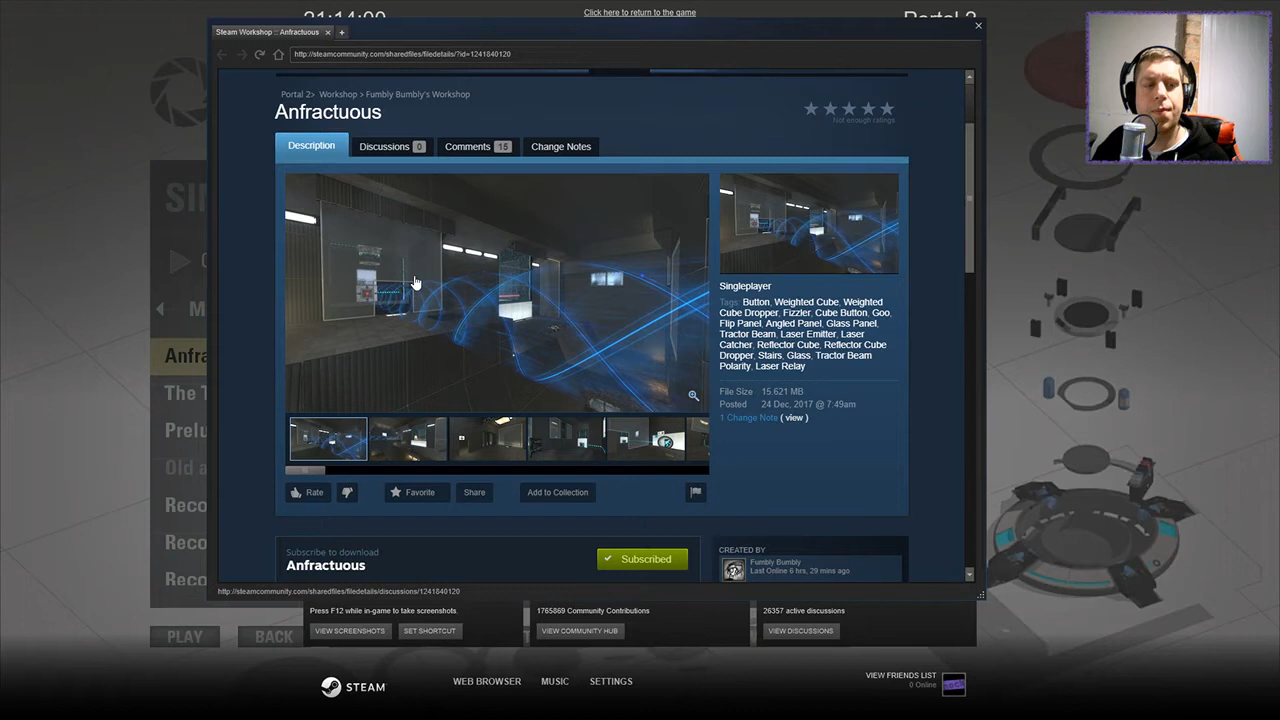 Click here to return to the game
Steam Workshop :: Anfractuous
http://steamcommunity.com/sharedfiles/filedetails/?id=1241840120
Portal 2> Workshop > Fumbly Bumbly's Workshop
Anfractuous
Not enough ratings
Description
Discussions 0
Comments 15
Change Notes
Singleplayer
Tags: Button, Weighted Cube, Weighted
Cube Dropper, Fizzler, Cube Button, Goo,
Flip Panel, Angled Panel, Glass Panel,
Tractor Beam, Laser Emitter, Laser
Catcher, Reflector Cube, Reflector Cube
Dropper, Stairs, Glass, Tractor Beam
Polarity, Laser Relay
File Size 15.621 MB
Posted 24 Dec, 2017 @ 7:49am
1 Change Note ( view )
Rate
Favorite
Share
Add to Collection
Subscribe to download
Anfractuous
Subscribed
CREATED BY
Fumbly Bumbly
Last Online 6 hrs, 29 mins ago
http://steamcommunity.com/sharedfiles/filedetails/discussions/1241840120
Anfra
The T
Prelu
Old a
Reco
Reco
Reco
Press F12 while in-game to take screenshots.
1765869 Community Contributions
26357 active discussions
VIEW SCREENSHOTS
SET SHORTCUT
VIEW COMMUNITY HUB
VIEW DISCUSSIONS
PLAY
BACK
STEAM
WEB BROWSER
MUSIC
SETTINGS
VIEW FRIENDS LIST
0 Online